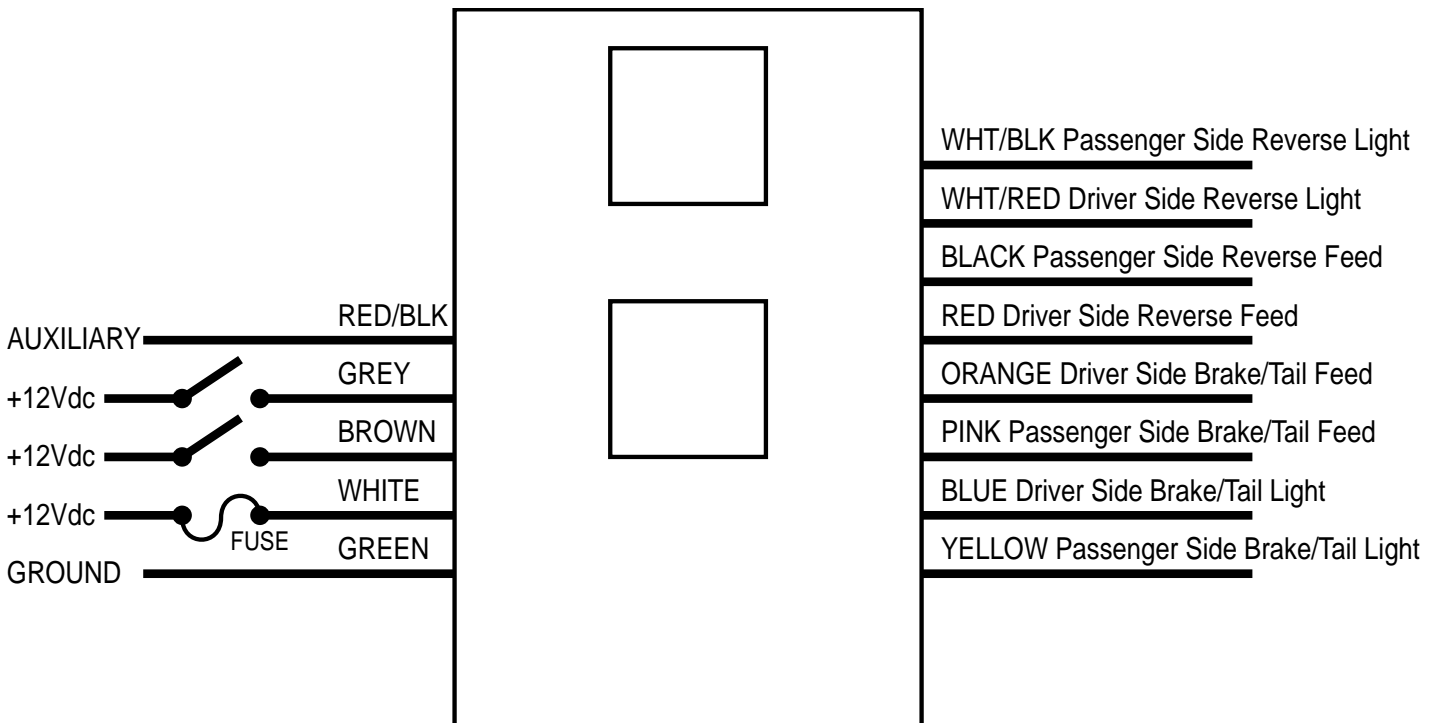 WHT/BLK Passenger Side Reverse Light
WHT/RED Driver Side Reverse Light
BLACK Passenger Side Reverse Feed
AUXILIARY RED/BLK RED Driver Side Reverse Feed
+12Vdc GREY ORANGE Driver Side Brake/Tail Feed
+12Vdc BROWN PINK Passenger Side Brake/Tail Feed
+12Vdc FUSE WHITE BLUE Driver Side Brake/Tail Light
GROUND GREEN YELLOW Passenger Side Brake/Tail Light